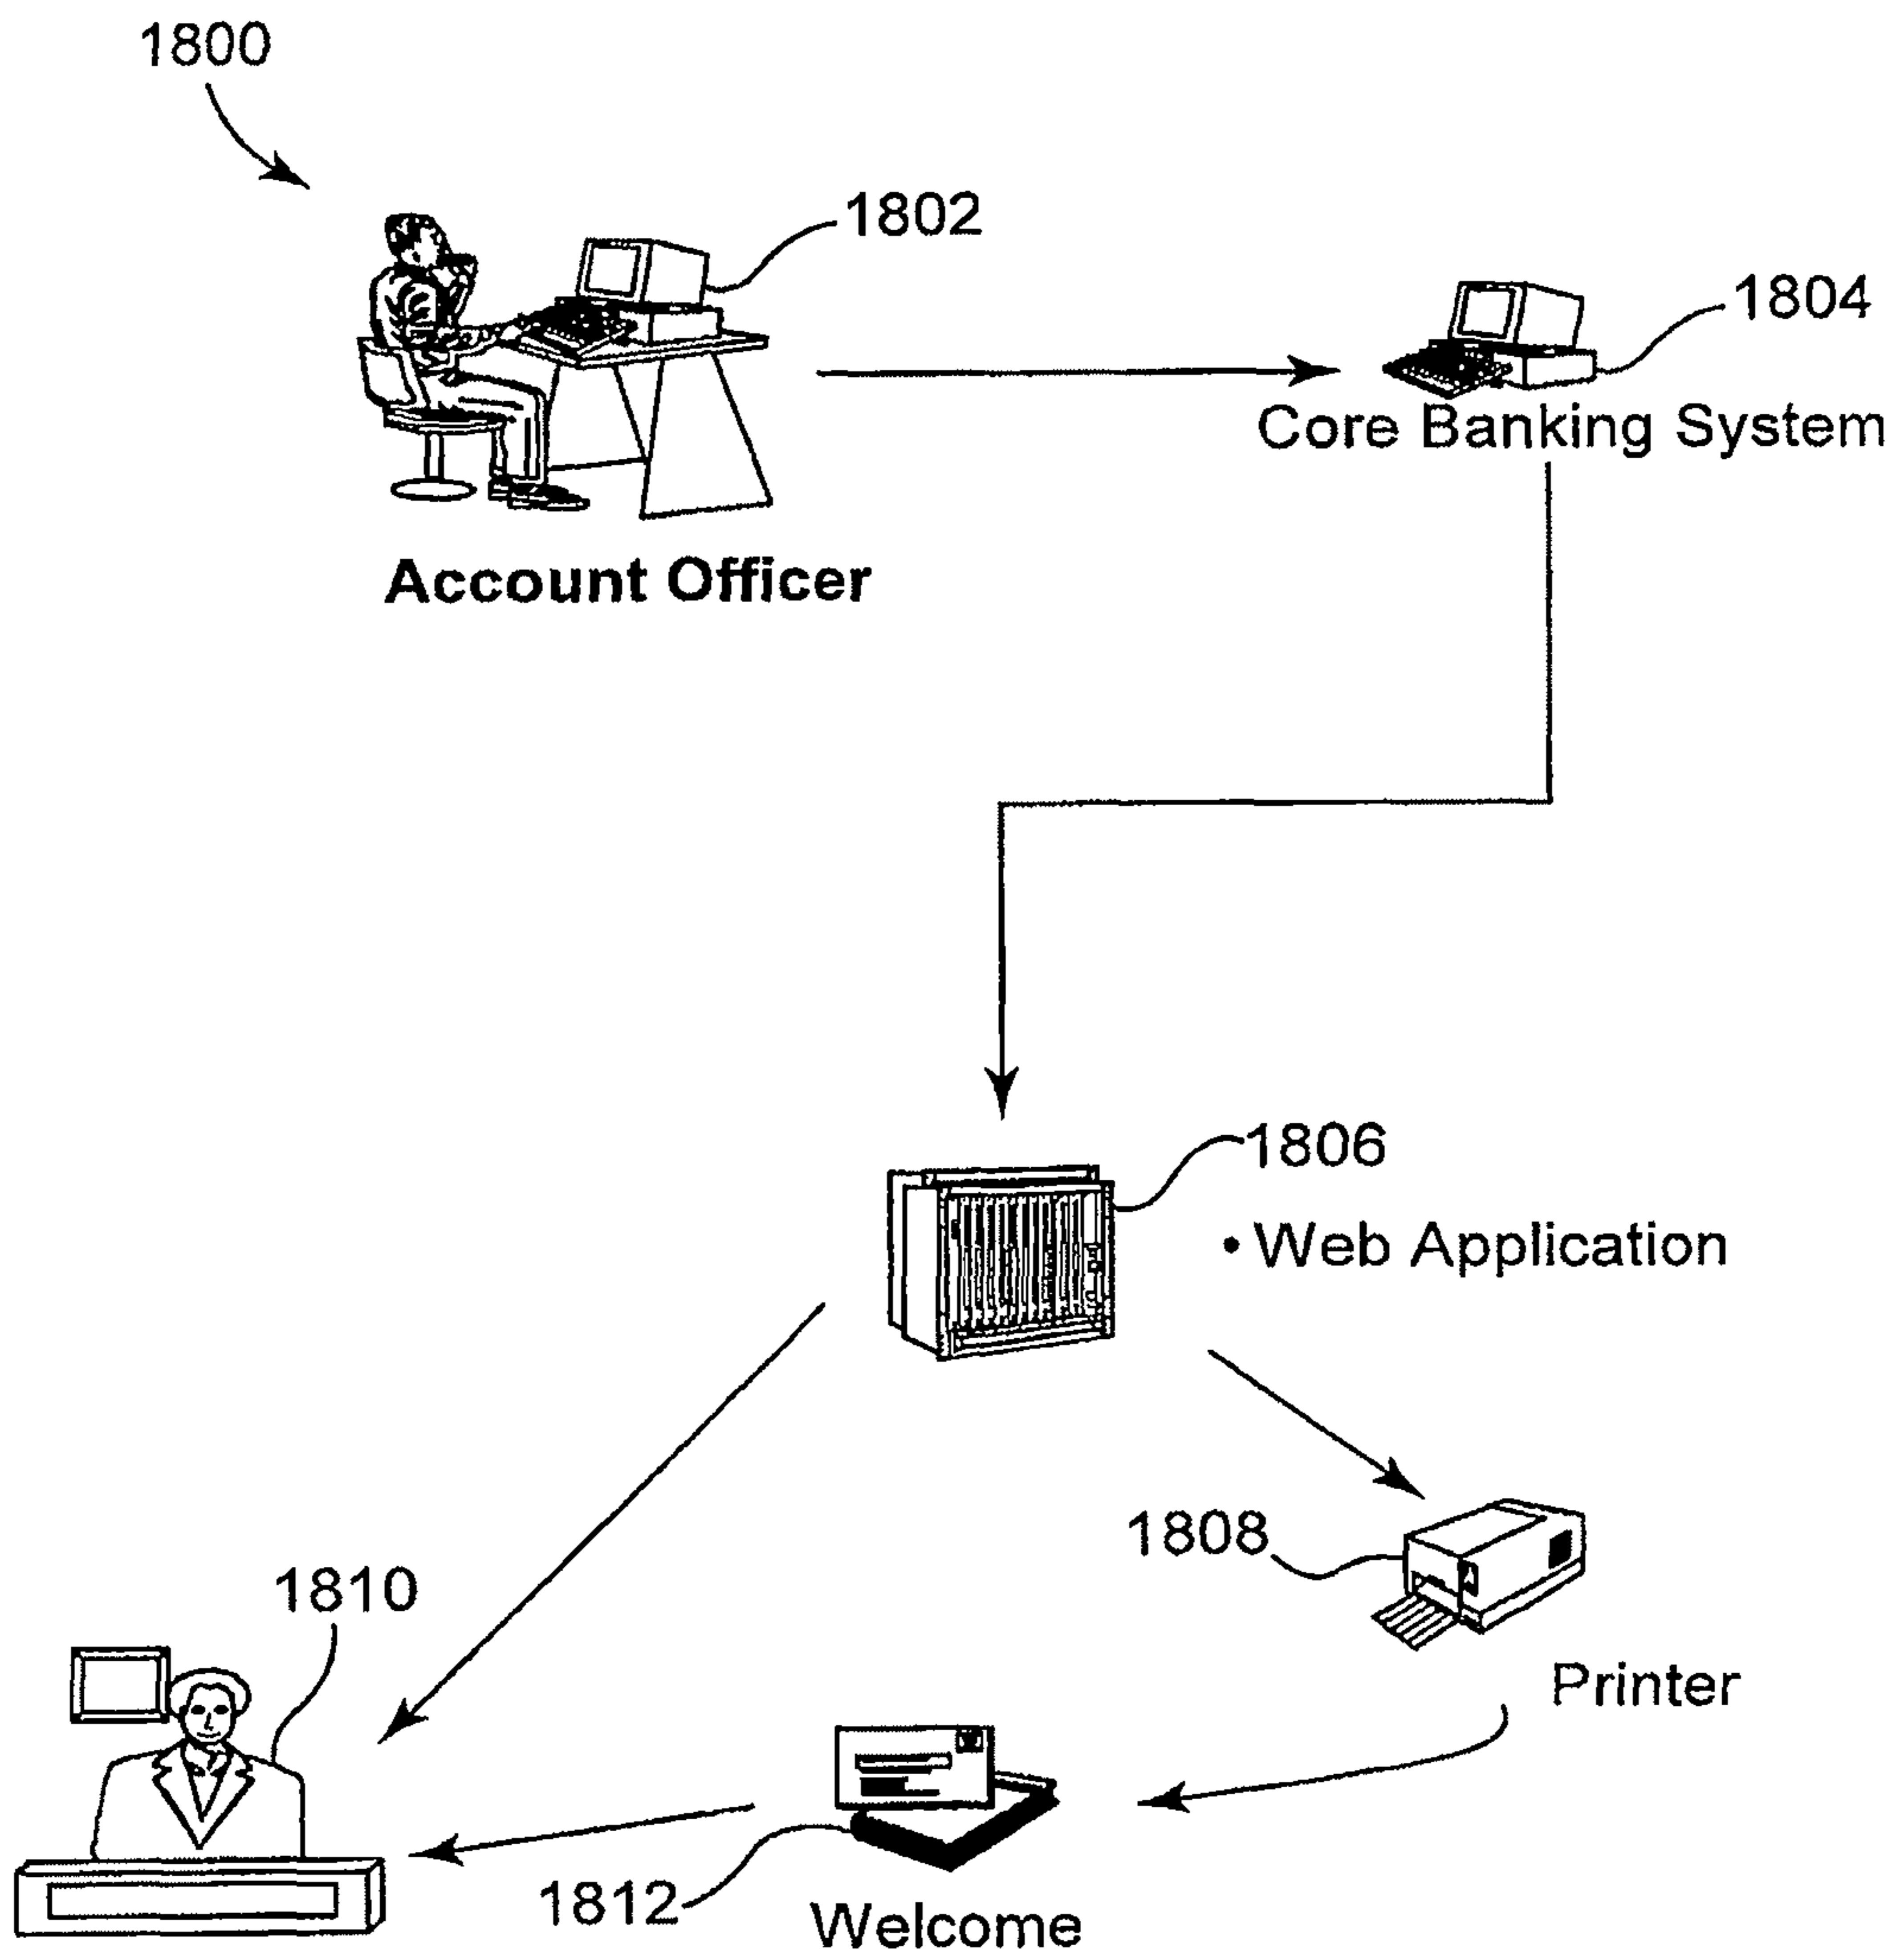 1800
1802
1804
Core Banking System
Account Officer
1806
• Web Application
1808
1810
Printer
1812
Welcome